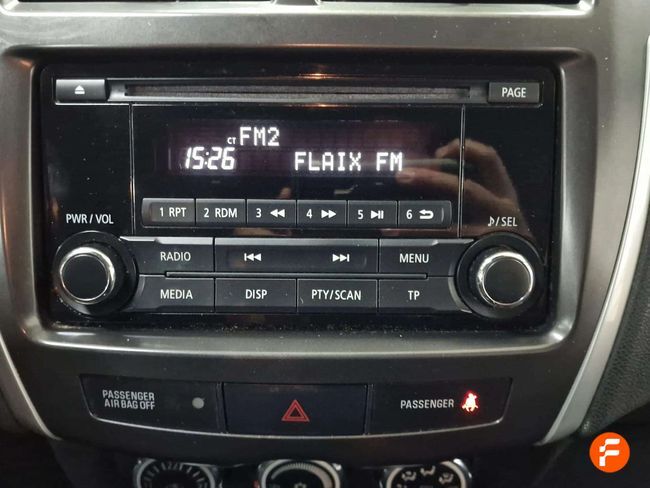 PAGE
CT FM2
15:26 FLAIX FM
PWR / VOL
1 RPT 2 RDM 3 4 5 6
♪/SEL
RADIO MENU
MEDIA DISP PTY/SCAN TP
PASSENGER
AIR BAG OFF
PASSENGER